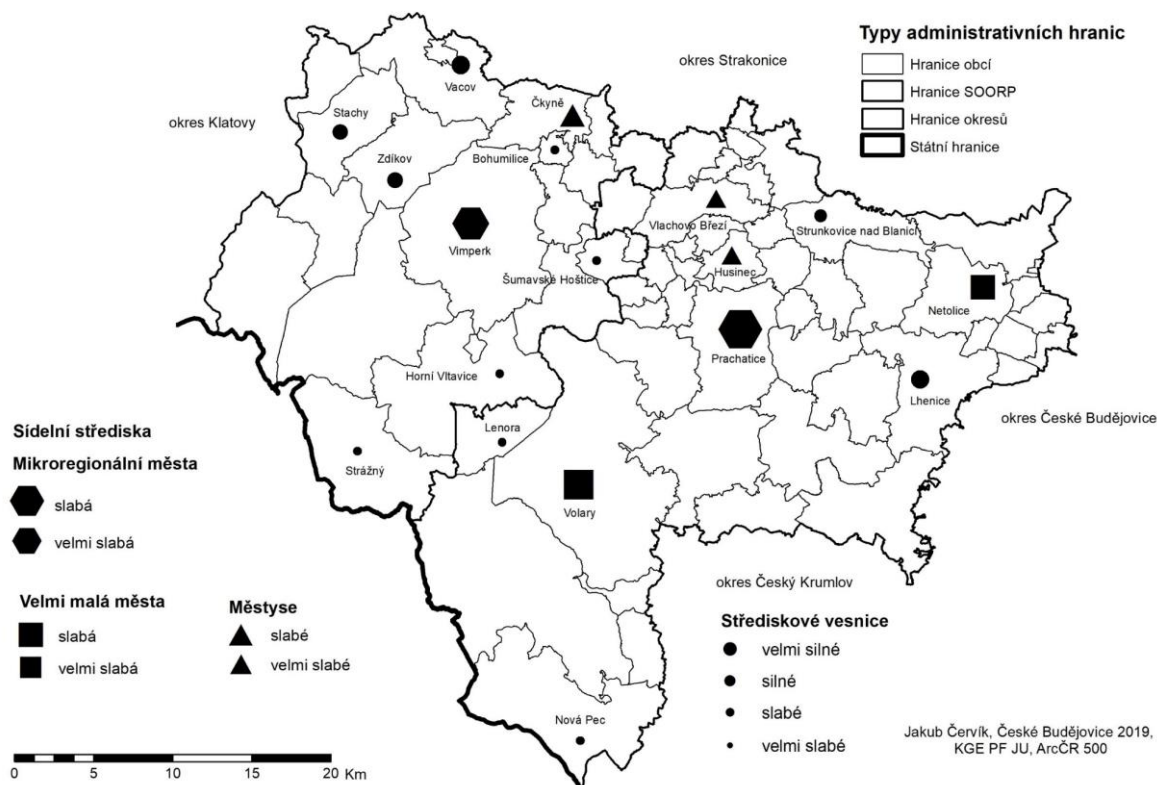 Typy administrativních hranic
Hranice obcí
Hranice SOORP
Hranice okresů
Státní hranice
okres Strakonice
okres Klatovy
okres České Budějovice
okres Český Krumlov
Vacov
Stachy
Čkyně
Zdíkov
Bohumilice
Vlachovo Březí
Strunkovice nad Blanicí
Vimperk
Husinec
Šumavské Hoštice
Netolice
Prachatice
Horní Vltavice
Lhenice
Lenora
Strážný
Volary
Nová Pec
Sídelní střediska
Mikroregionální města
slabá
velmi slabá
Velmi malá města
slabá
velmi slabá
Městyse
slabé
velmi slabé
Střediskové vesnice
velmi silné
silné
slabé
velmi slabé
0 5 10 20 Km
Jakub Červík, České Budějovice 2019,
KGE PF JU, ArcČR 500